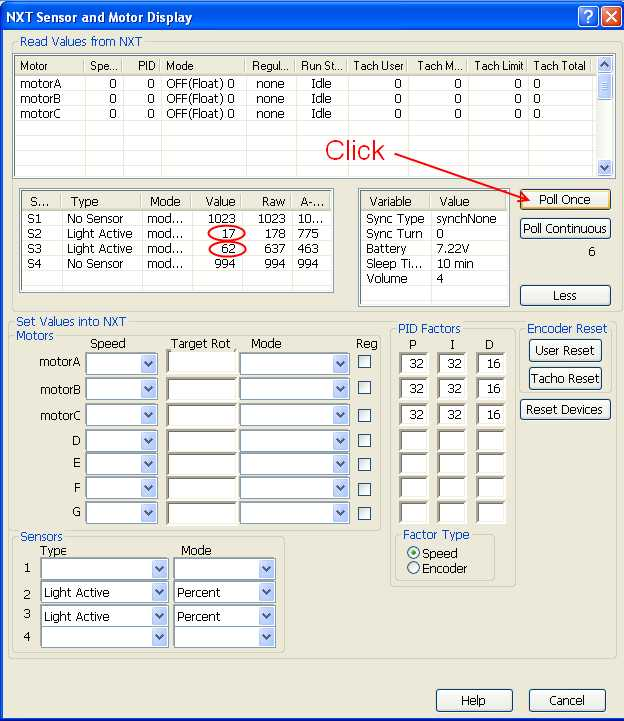 NXT Sensor and Motor Display
Read Values from NXT
Motor Spe... PID Mode Regul... Run St... Tach User Tach M... Tach Limit Tach Total
motorA 0 0 OFF(Float) 0 none Idle 0 0 0 0
motorB 0 0 OFF(Float) 0 none Idle 0 0 0 0
motorC 0 0 OFF(Float) 0 none Idle 0 0 0 0
Click
S... Type Mode Value Raw A-...
S1 No Sensor mod... 1023 1023 10...
S2 Light Active mod... 17 178 775
S3 Light Active mod... 62 637 463
S4 No Sensor mod... 994 994 994
Variable Value
Sync Type synchNone
Sync Turn 0
Battery 7.22V
Sleep Ti... 10 min
Volume 4
Poll Once
Poll Continuous
6
Less
Set Values into NXT
Motors
Speed Target Rot Mode Reg
motorA
motorB
motorC
D
E
F
G
PID Factors
P I D
32 32 16
32 32 16
32 32 16
Factor Type
Speed
Encoder
Encoder Reset
User Reset
Tacho Reset
Reset Devices
Sensors
Type Mode
1
2 Light Active Percent
3 Light Active Percent
4
Help Cancel